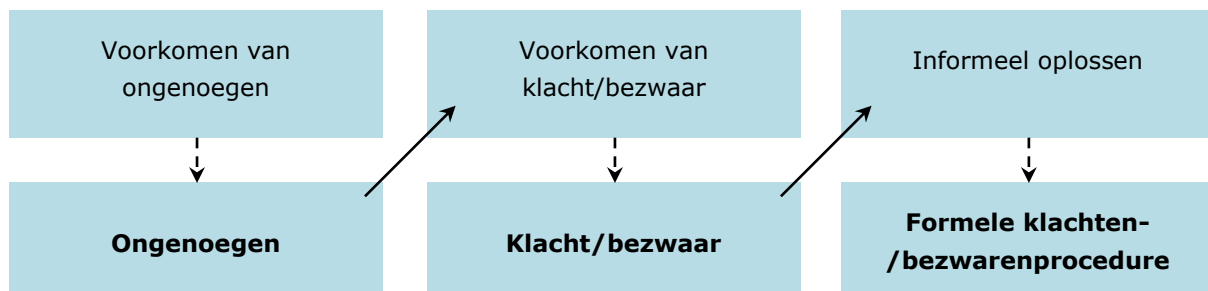 Voorkomen van
ongenoegen
Voorkomen van
klacht/bezwaar
Informeel oplossen
Ongenoegen
Klacht/bezwaar
Formele klachten-
/bezwarenprocedure